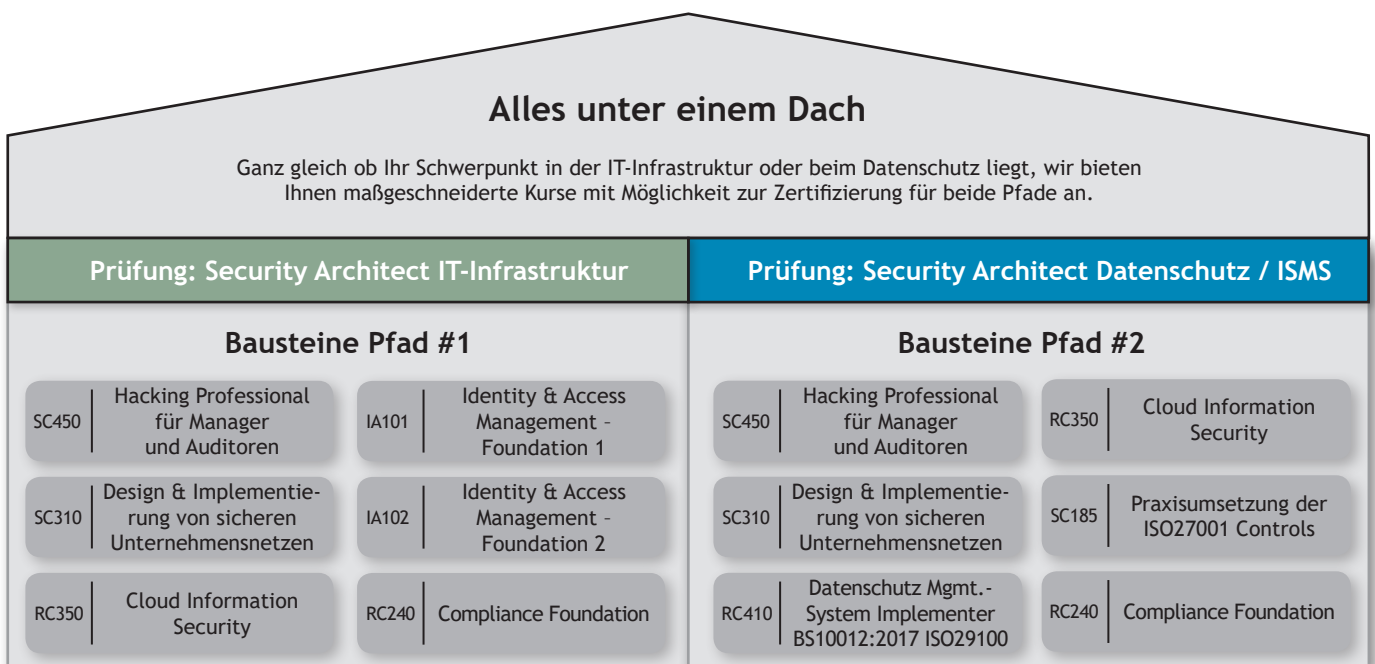 Alles unter einem Dach
Ganz gleich ob Ihr Schwerpunkt in der IT-Infrastruktur oder beim Datenschutz liegt, wir bieten
Ihnen maßgeschneiderte Kurse mit Möglichkeit zur Zertifizierung für beide Pfade an.
Prüfung: Security Architect IT-Infrastruktur
Bausteine Pfad #1
SC450
Hacking Professional
für Manager
und Auditoren
IA101
Identity & Access
Management –
Foundation 1
SC310
Design & Implementie-
rung von sicheren
Unternehmensnetzen
IA102
Identity & Access
Management –
Foundation 2
RC350
Cloud Information
Security
RC240
Compliance Foundation
Prüfung: Security Architect Datenschutz / ISMS
Bausteine Pfad #2
SC450
Hacking Professional
für Manager
und Auditoren
RC350
Cloud Information
Security
SC310
Design & Implementie-
rung von sicheren
Unternehmensnetzen
SC185
Praxisumsetzung der
ISO27001 Controls
RC410
Datenschutz Mgmt.-
System Implementer
BS10012:2017 ISO29100
RC240
Compliance Foundation